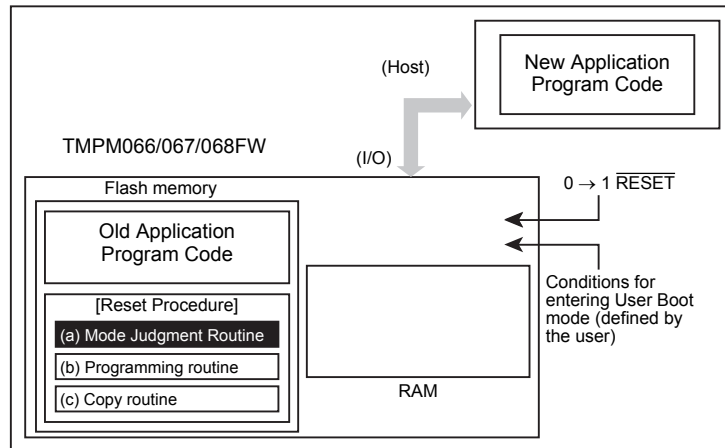 New Application
Program Code
(Host)
TMPM066/067/068FW
(I/O)
0 → 1 RESET
Flash memory
Old Application
Program Code
[Reset Procedure]
(a) Mode Judgment Routine
(b) Programming routine
(c) Copy routine
RAM
Conditions for
entering User Boot
mode (defined by
the user)